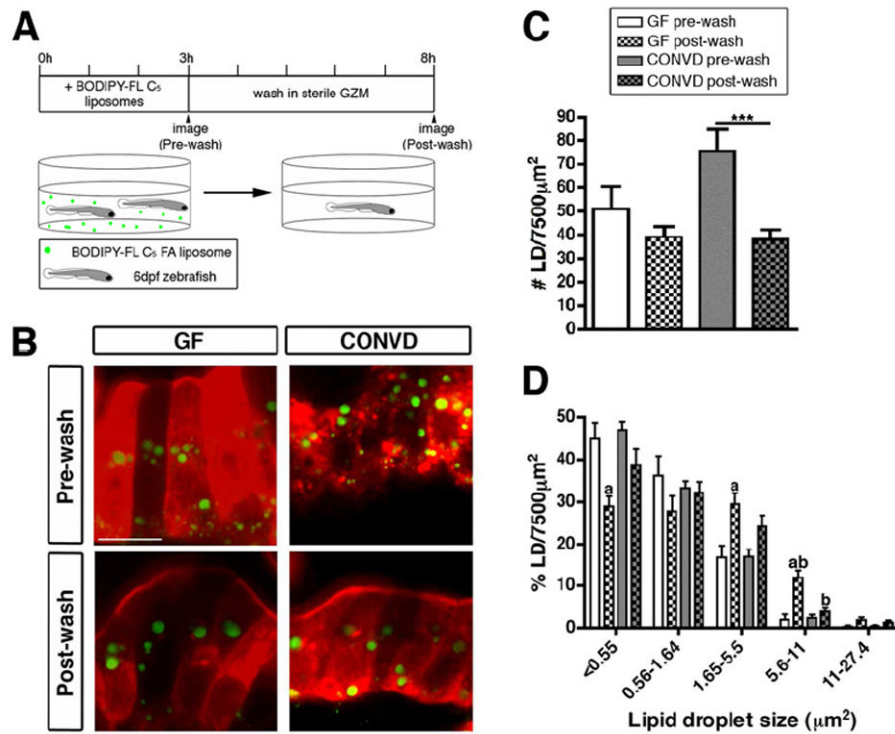 A
0h
3h
8h
+ BODIPY-FL C₅
liposomes
wash in sterile GZM
image
(Pre-wash)
image
(Post-wash)
BODIPY-FL C₅ FA liposome
6dpf zebrafish
B
GF
CONVD
Pre-wash
Post-wash
C
GF pre-wash
GF post-wash
CONVD pre-wash
CONVD post-wash
***
# LD/7500µm²
90
80
70
60
50
40
30
20
10
0
D
% LD/7500µm²
50
40
30
20
10
0
a
a
ab
b
<0.55
0.56-1.64
1.65-5.5
5.6-11
11-27.4
Lipid droplet size (µm²)